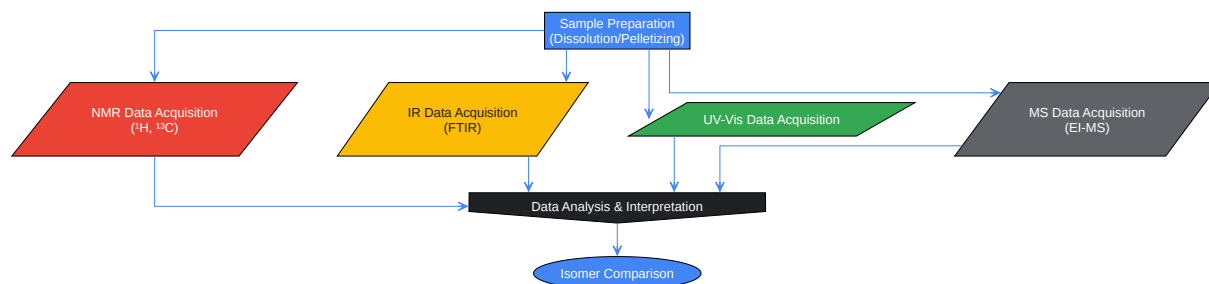 Sample Preparation
(Dissolution/Pelletizing)
NMR Data Acquisition
(¹H, ¹³C)
IR Data Acquisition
(FTIR)
UV-Vis Data Acquisition
MS Data Acquisition
(EI-MS)
Data Analysis & Interpretation
Isomer Comparison